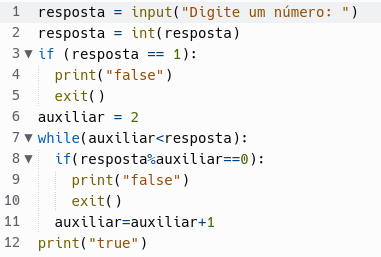 1 resposta = input("Digite um número: ")
2 resposta = int(resposta)
3 if (resposta == 1):
4   print("false")
5   exit()
6 auxiliar = 2
7 while(auxiliar<resposta):
8   if(resposta%auxiliar==0):
9     print("false")
10     exit()
11   auxiliar=auxiliar+1
12 print("true")